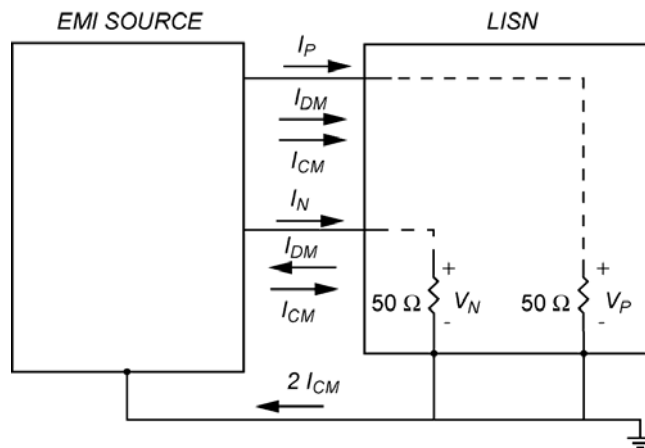 EMI SOURCE
LISN
I_P
I_DM
I_CM
I_N
I_DM
I_CM
50 Ω
+
V_N
-
50 Ω
+
V_P
-
2 I_CM